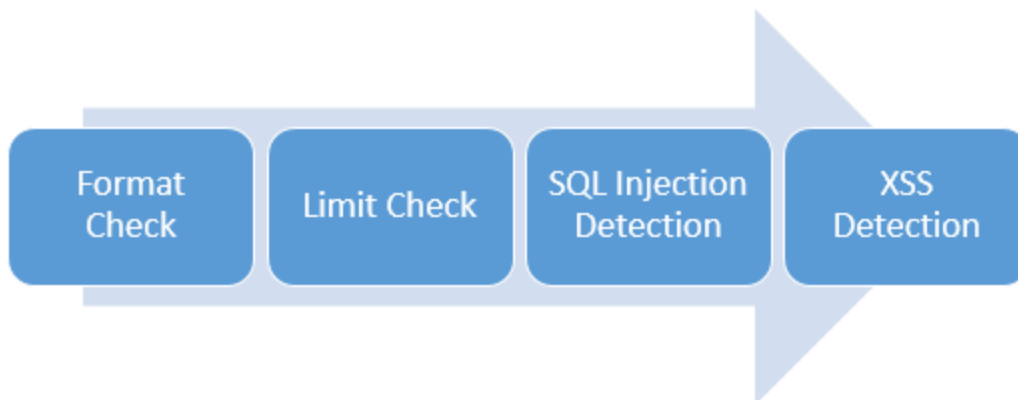 Format
Check
Limit Check
SQL Injection
Detection
XSS
Detection